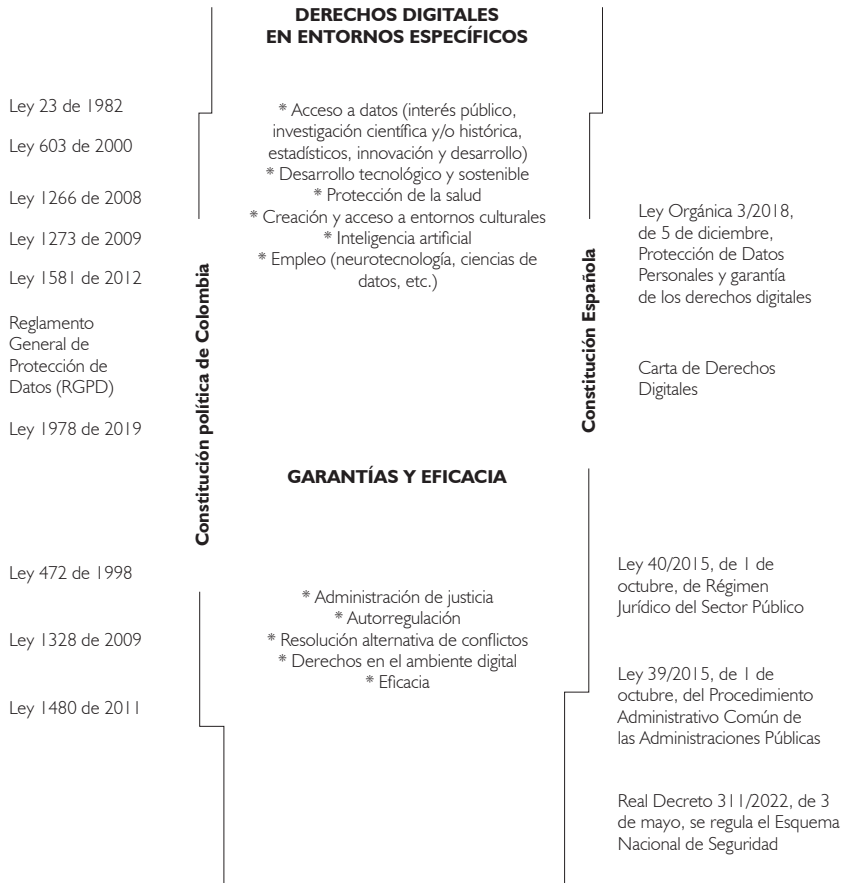 DERECHOS DIGITALES
EN ENTORNOS ESPECÍFICOS
Ley 23 de 1982
Ley 603 de 2000
Ley 1266 de 2008
Ley 1273 de 2009
Ley 1581 de 2012
Reglamento
General de
Protección de
Datos (RGPD)
Ley 1978 de 2019
Constitución política de Colombia
* Acceso a datos (interés público,
investigación científica y/o histórica,
estadísticos, innovación y desarrollo)
* Desarrollo tecnológico y sostenible
* Protección de la salud
* Creación y acceso a entornos culturales
* Inteligencia artificial
* Empleo (neurotecnología, ciencias de
datos, etc.)
Constitución Española
Ley Orgánica 3/2018,
de 5 de diciembre,
Protección de Datos
Personales y garantía
de los derechos digitales
Carta de Derechos
Digitales
GARANTÍAS Y EFICACIA
Ley 472 de 1998
Ley 1328 de 2009
Ley 1480 de 2011
* Administración de justicia
* Autorregulación
* Resolución alternativa de conflictos
* Derechos en el ambiente digital
* Eficacia
Ley 40/2015, de 1 de
octubre, de Régimen
Jurídico del Sector Público
Ley 39/2015, de 1 de
octubre, del Procedimiento
Administrativo Común de
las Administraciones Públicas
Real Decreto 311/2022, de 3
de mayo, se regula el Esquema
Nacional de Seguridad